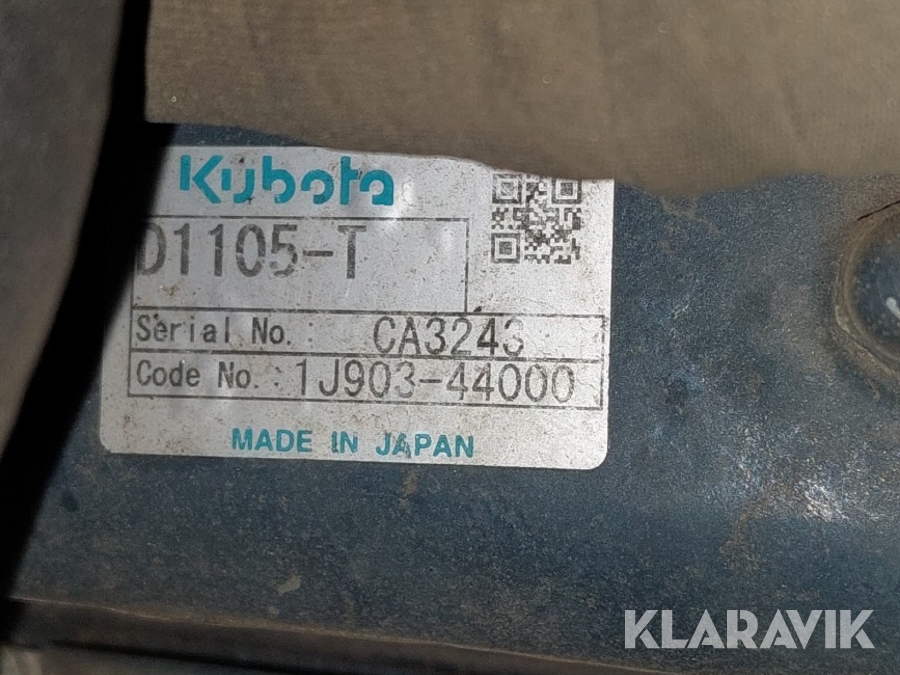 Kubota
D1105-T
Serial No.: CA3243
Code No.: 1J903-44000
MADE IN JAPAN
KLARAVIK